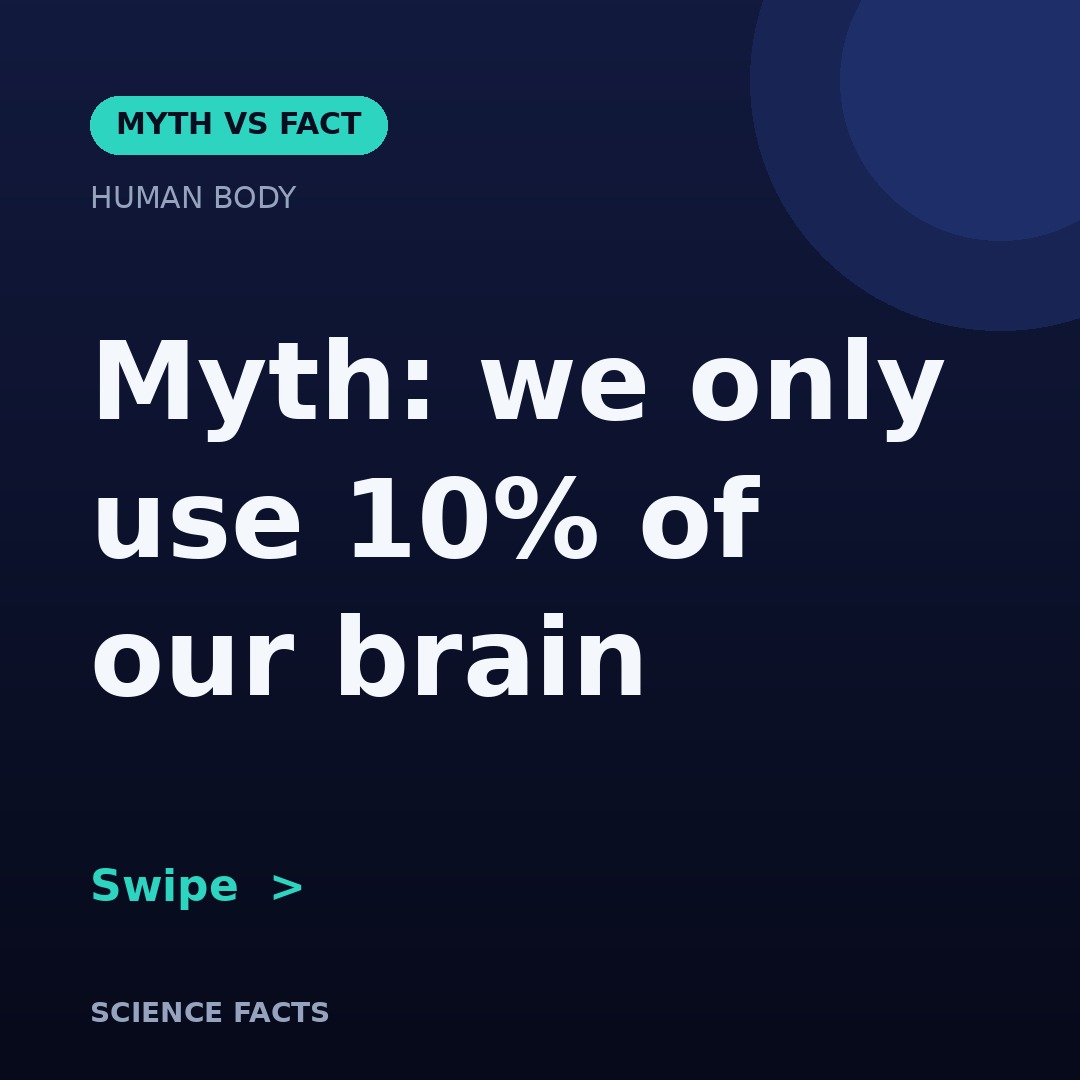 MYTH VS FACT
HUMAN BODY
Myth: we only
use 10% of
our brain
Swipe >
SCIENCE FACTS